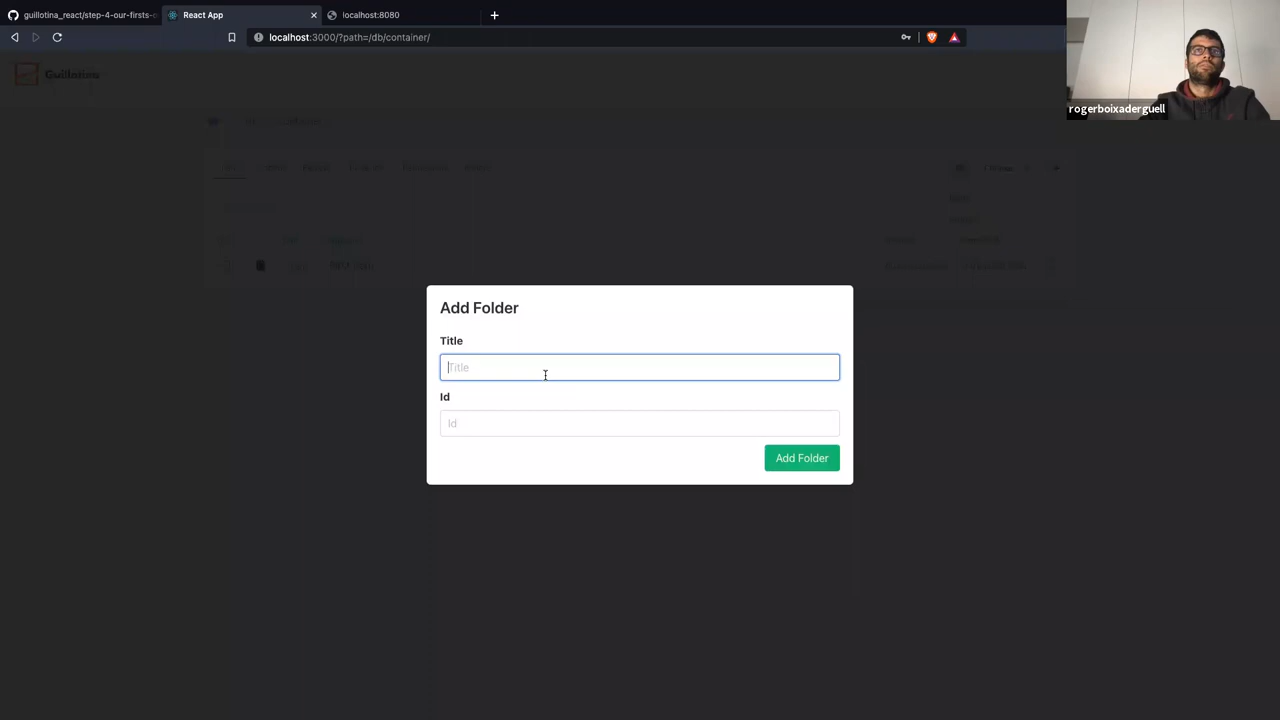 guillotina_react/step-4-our-firsts-
React App
localhost:8080
localhost:3000/?path=/db/container/
rogerboixaderguell
Guillotina
Add Folder
Title
Title
Id
Id
Add Folder